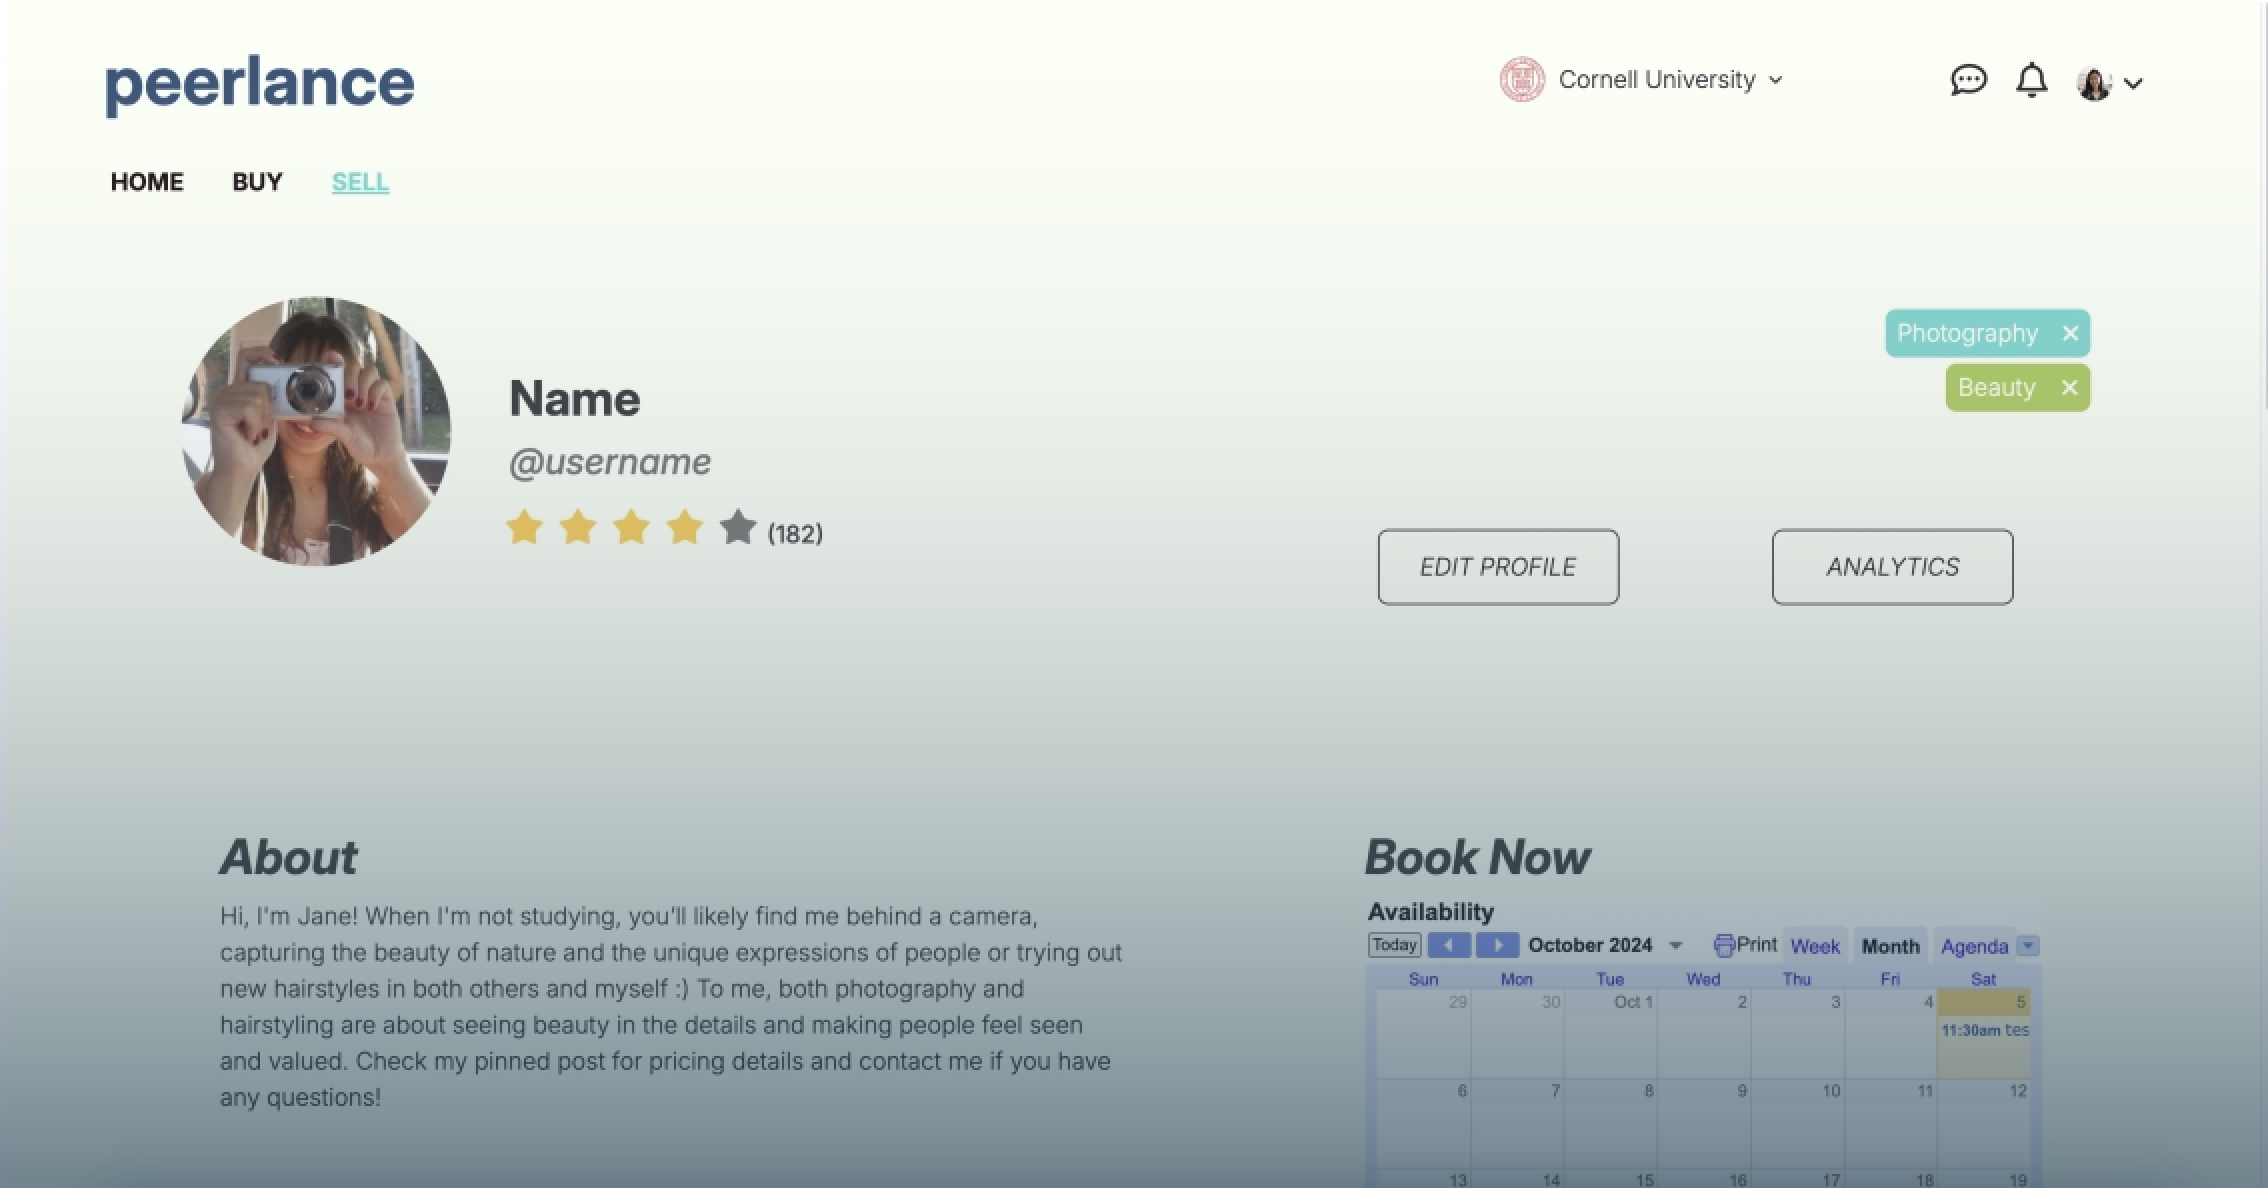 peerlance
Cornell University
HOME BUY SELL
Photography ×
Beauty ×
Name
@username
(182)
EDIT PROFILE
ANALYTICS
About
Hi, I'm Jane! When I'm not studying, you'll likely find me behind a camera,
capturing the beauty of nature and the unique expressions of people or trying out
new hairstyles in both others and myself :) To me, both photography and
hairstyling are about seeing beauty in the details and making people feel seen
and valued. Check my pinned post for pricing details and contact me if you have
any questions!
Book Now
Availability
Today October 2024 Print Week Month Agenda
Sun Mon Tue Wed Thu Fri Sat
29 30 Oct 1 2 3 4 5
11:30am tes
6 7 8 9 10 11 12
13 14 15 16 17 18 19